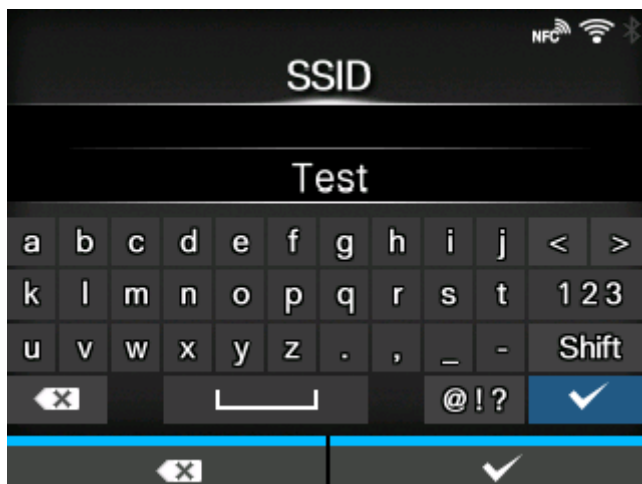 NFC
SSID
Test
a b c d e f g h i j < >
k l m n o p q r s t 123
u v w x y z . , _ - Shift
@!?